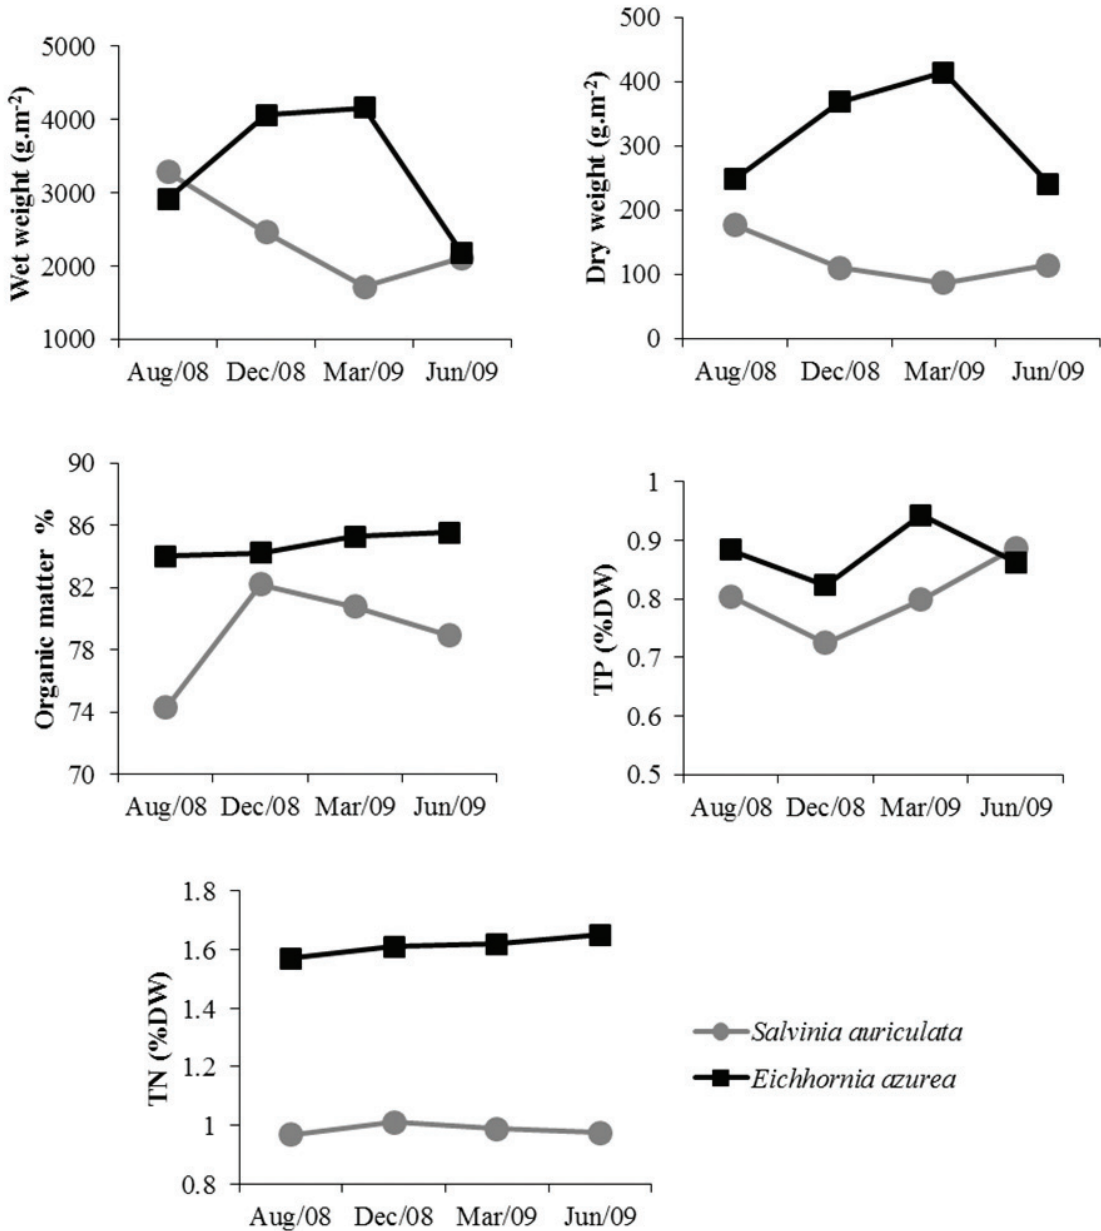 Wet weight (g.m-2)
5000
4000
3000
2000
1000
Aug/08 Dec/08 Mar/09 Jun/09
Dry weight (g.m-2)
500
400
300
200
100
0
Aug/08 Dec/08 Mar/09 Jun/09
Organic matter %
90
86
82
78
74
70
Aug/08 Dec/08 Mar/09 Jun/09
TP (%DW)
1
0.9
0.8
0.7
0.6
0.5
Aug/08 Dec/08 Mar/09 Jun/09
TN (%DW)
1.8
1.6
1.4
1.2
1
0.8
Aug/08 Dec/08 Mar/09 Jun/09
Salvinia auriculata
Eichhornia azurea